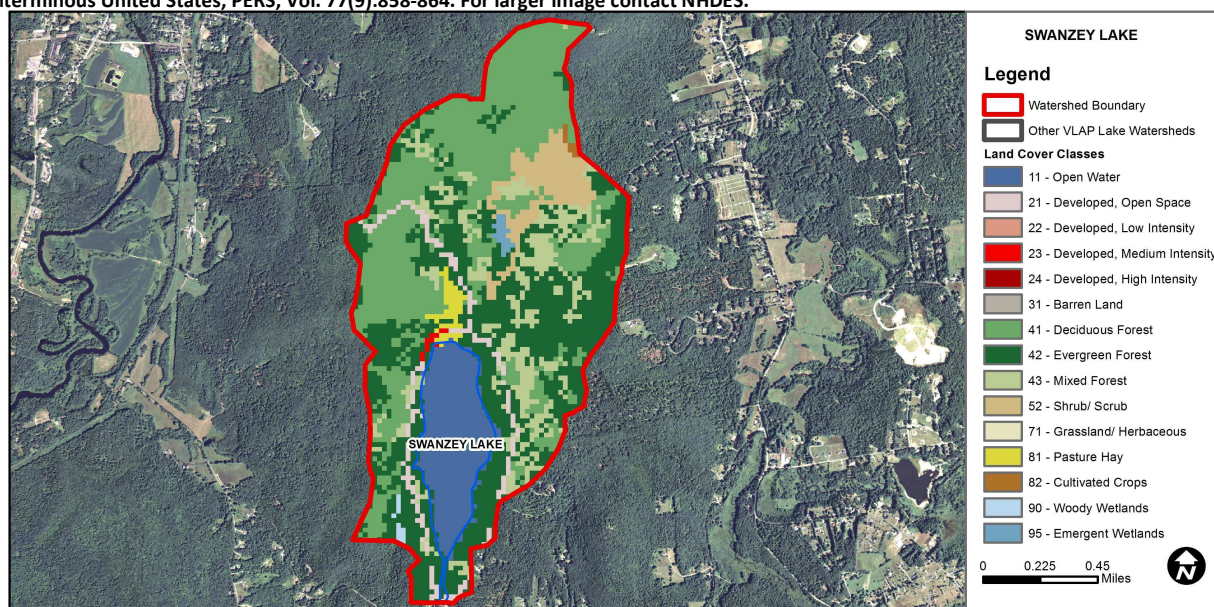 nterminous United States, PERS, Vol. 77(9):858-864. For larger image contact NHDES.
SWANZEY LAKE
SWANZEY LAKE
Legend
Watershed Boundary
Other VLAP Lake Watersheds
Land Cover Classes
11 - Open Water
21 - Developed, Open Space
22 - Developed, Low Intensity
23 - Developed, Medium Intensity
24 - Developed, High Intensity
31 - Barren Land
41 - Deciduous Forest
42 - Evergreen Forest
43 - Mixed Forest
52 - Shrub/ Scrub
71 - Grassland/ Herbaceous
81 - Pasture Hay
82 - Cultivated Crops
90 - Woody Wetlands
95 - Emergent Wetlands
0 0.225 0.45
Miles
N